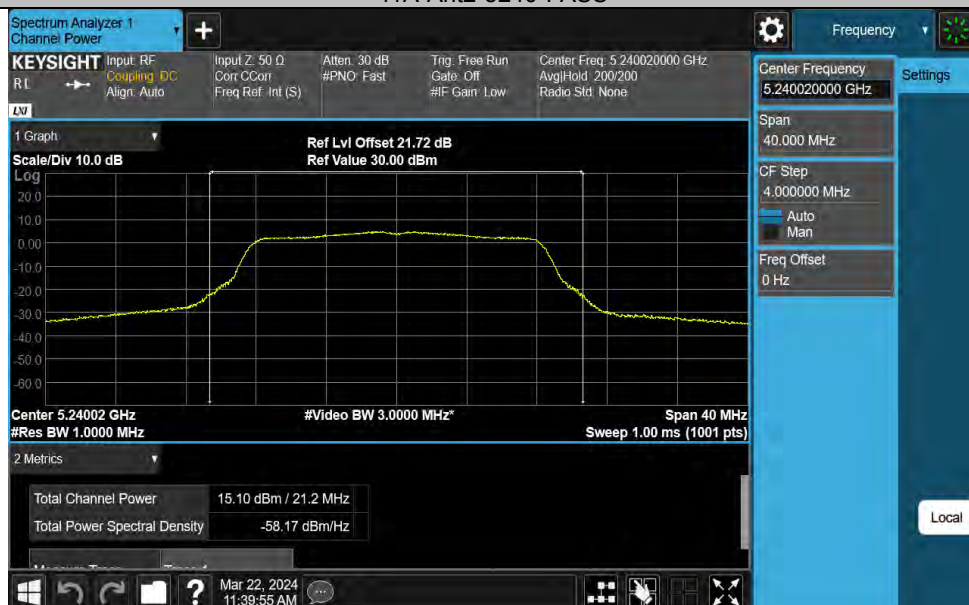 Spectrum Analyzer 1
Channel Power
Frequency
KEYSIGHT
Input: RF
Coupling: DC
Align: Auto
Input Z: 50 Ω
Corr CCorr
Freq Ref: Int (S)
Atten: 30 dB
#PNO: Fast
Trig: Free Run
Gate: Off
#IF Gain: Low
Center Freq: 5.240020000 GHz
Avg|Hold: 200/200
Radio Std: None
LXI
Center Frequency
5.240020000 GHz
Settings
Span
40.000 MHz
CF Step
4.000000 MHz
Auto
Man
Freq Offset
0 Hz
1 Graph
Scale/Div 10.0 dB
Ref Lvl Offset 21.72 dB
Ref Value 30.00 dBm
Log
20.0
10.0
0.00
-10.0
-20.0
-30.0
-40.0
-50.0
-60.0
Center 5.24002 GHz
#Res BW 1.0000 MHz
#Video BW 3.0000 MHz*
Span 40 MHz
Sweep 1.00 ms (1001 pts)
2 Metrics
Total Channel Power 15.10 dBm / 21.2 MHz
Total Power Spectral Density -58.17 dBm/Hz
Local
?
Mar 22, 2024
11:39:55 AM